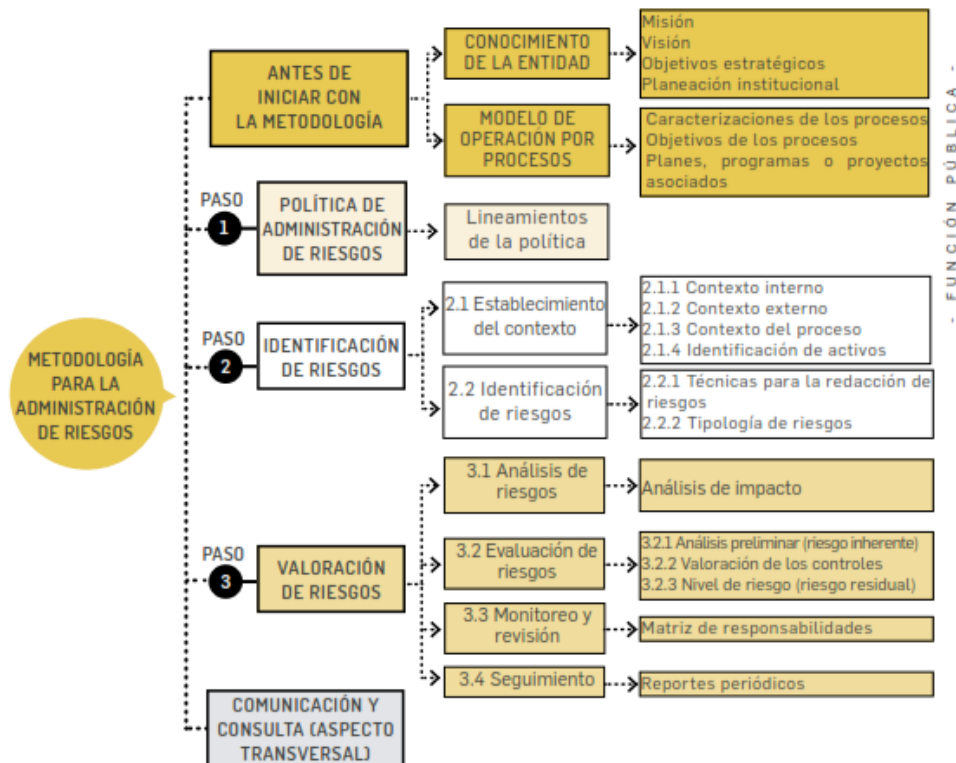 METODOLOGÍA
PARA LA
ADMINISTRACIÓN
DE RIESGOS
ANTES DE
INICIAR CON
LA METODOLOGÍA
CONOCIMIENTO
DE LA ENTIDAD
Misión
Visión
Objetivos estratégicos
Planeación institucional
MODELO DE
OPERACIÓN POR
PROCESOS
Caracterizaciones de los procesos
Objetivos de los procesos
Planes, programas o proyectos
asociados
PASO
1
POLÍTICA DE
ADMINISTRACIÓN
DE RIESGOS
Lineamientos
de la política
PASO
2
IDENTIFICACIÓN
DE RIESGOS
2.1 Establecimiento
del contexto
2.1.1 Contexto interno
2.1.2 Contexto externo
2.1.3 Contexto del proceso
2.1.4 Identificación de activos
2.2 Identificación
de riesgos
2.2.1 Técnicas para la redacción de
riesgos
2.2.2 Tipología de riesgos
PASO
3
VALORACIÓN
DE RIESGOS
3.1 Análisis de
riesgos
Análisis de impacto
3.2 Evaluación de
riesgos
3.2.1 Análisis preliminar (riesgo inherente)
3.2.2 Valoración de los controles
3.2.3 Nivel de riesgo (riesgo residual)
3.3 Monitoreo y
revisión
Matriz de responsabilidades
3.4 Seguimiento
Reportes periódicos
COMUNICACIÓN Y
CONSULTA (ASPECTO
TRANSVERSAL)
- FUNCIÓN PÚBLICA -